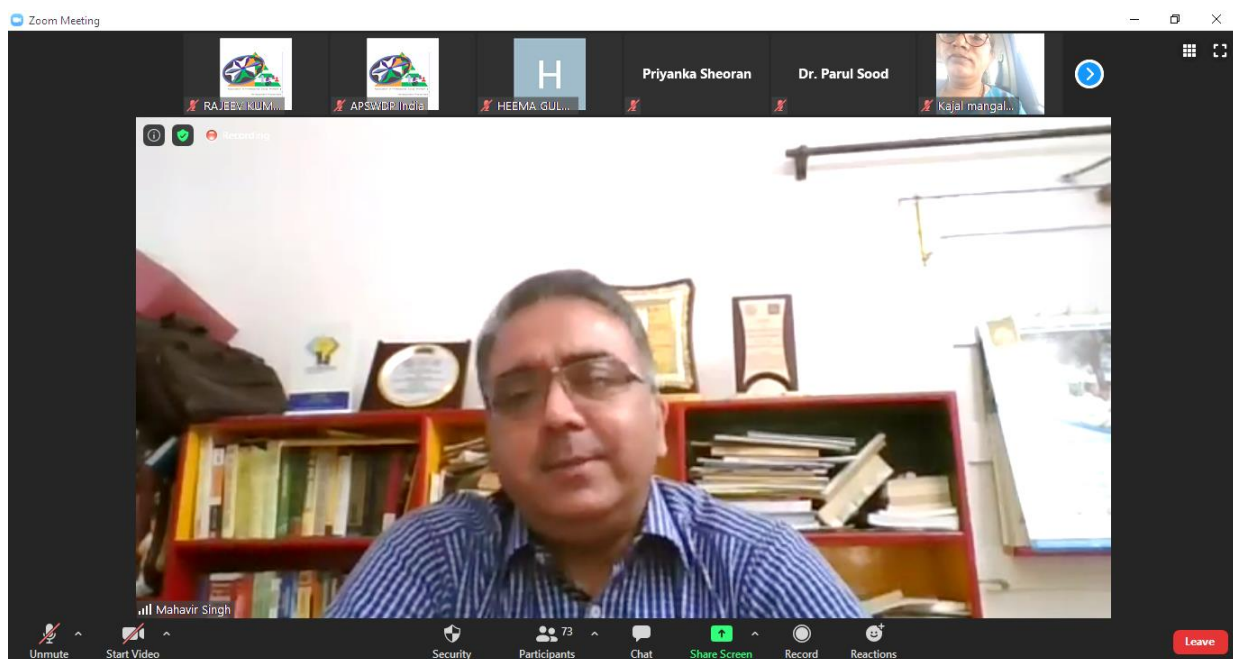 Zoom Meeting
RAJEEV KUM...
APSWDP India
H
HEEMA GUL...
Priyanka Sheoran
Dr. Parul Sood
Kajal mangal...
Recording
Mahavir Singh
Unmute
Start Video
Security
73
Participants
Chat
Share Screen
Record
Reactions
Leave